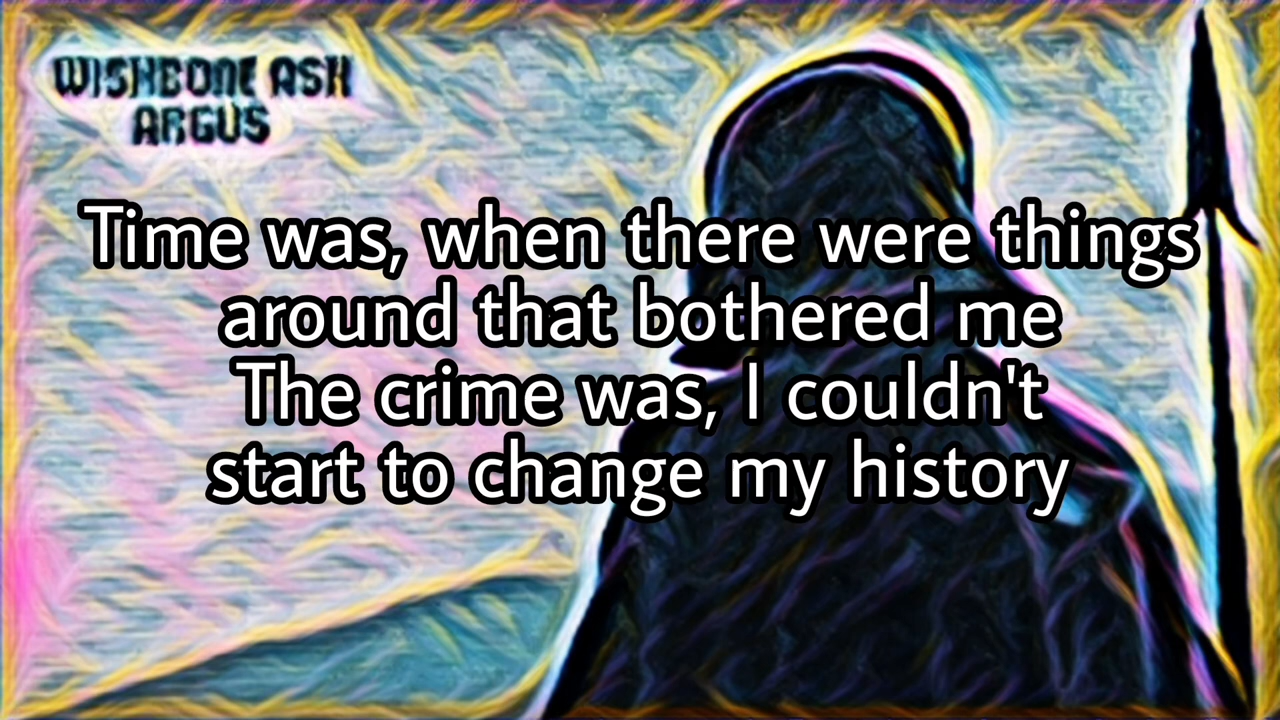 WISHBONE ASH
ARGUS
Time was, when there were things
around that bothered me
The crime was, I couldn't
start to change my history